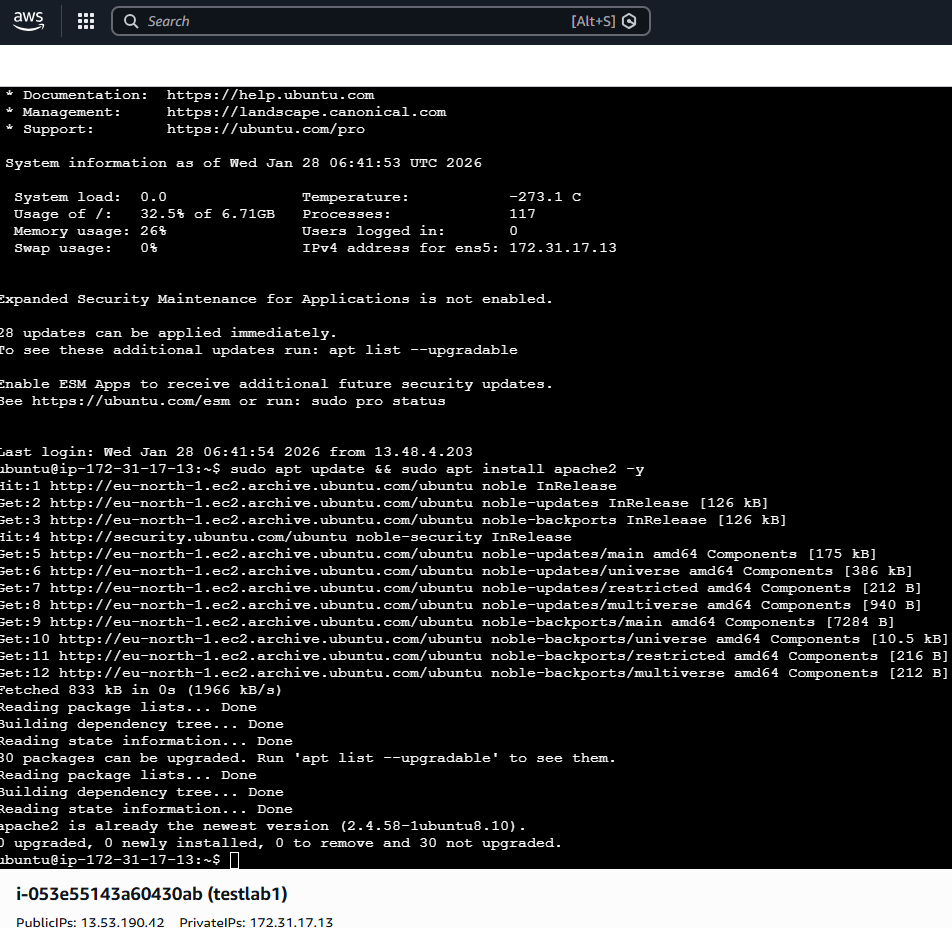 aws
Search [Alt+S]
* Documentation: https://help.ubuntu.com
* Management: https://landscape.canonical.com
* Support: https://ubuntu.com/pro
System information as of Wed Jan 28 06:41:53 UTC 2026
System load: 0.0 Temperature: -273.1 C
Usage of /: 32.5% of 6.71GB Processes: 117
Memory usage: 26% Users logged in: 0
Swap usage: 0% IPv4 address for ens5: 172.31.17.13
Expanded Security Maintenance for Applications is not enabled.
28 updates can be applied immediately.
To see these additional updates run: apt list --upgradable
Enable ESM Apps to receive additional future security updates.
See https://ubuntu.com/esm or run: sudo pro status
Last login: Wed Jan 28 06:41:54 2026 from 13.48.4.203
ubuntu@ip-172-31-17-13:~$ sudo apt update && sudo apt install apache2 -y
Hit:1 http://eu-north-1.ec2.archive.ubuntu.com/ubuntu noble InRelease
Get:2 http://eu-north-1.ec2.archive.ubuntu.com/ubuntu noble-updates InRelease [126 kB]
Get:3 http://eu-north-1.ec2.archive.ubuntu.com/ubuntu noble-backports InRelease [126 kB]
Hit:4 http://security.ubuntu.com/ubuntu noble-security InRelease
Get:5 http://eu-north-1.ec2.archive.ubuntu.com/ubuntu noble-updates/main amd64 Components [175 kB]
Get:6 http://eu-north-1.ec2.archive.ubuntu.com/ubuntu noble-updates/universe amd64 Components [386 kB]
Get:7 http://eu-north-1.ec2.archive.ubuntu.com/ubuntu noble-updates/restricted amd64 Components [212 B]
Get:8 http://eu-north-1.ec2.archive.ubuntu.com/ubuntu noble-updates/multiverse amd64 Components [940 B]
Get:9 http://eu-north-1.ec2.archive.ubuntu.com/ubuntu noble-backports/main amd64 Components [7284 B]
Get:10 http://eu-north-1.ec2.archive.ubuntu.com/ubuntu noble-backports/universe amd64 Components [10.5 kB]
Get:11 http://eu-north-1.ec2.archive.ubuntu.com/ubuntu noble-backports/restricted amd64 Components [216 B]
Get:12 http://eu-north-1.ec2.archive.ubuntu.com/ubuntu noble-backports/multiverse amd64 Components [212 B]
Fetched 833 kB in 0s (1966 kB/s)
Reading package lists... Done
Building dependency tree... Done
Reading state information... Done
30 packages can be upgraded. Run 'apt list --upgradable' to see them.
Reading package lists... Done
Building dependency tree... Done
Reading state information... Done
apache2 is already the newest version (2.4.58-1ubuntu8.10).
0 upgraded, 0 newly installed, 0 to remove and 30 not upgraded.
ubuntu@ip-172-31-17-13:~$
i-053e55143a60430ab (testlab1)
PublicIPs: 13.53.190.42 PrivateIPs: 172.31.17.13